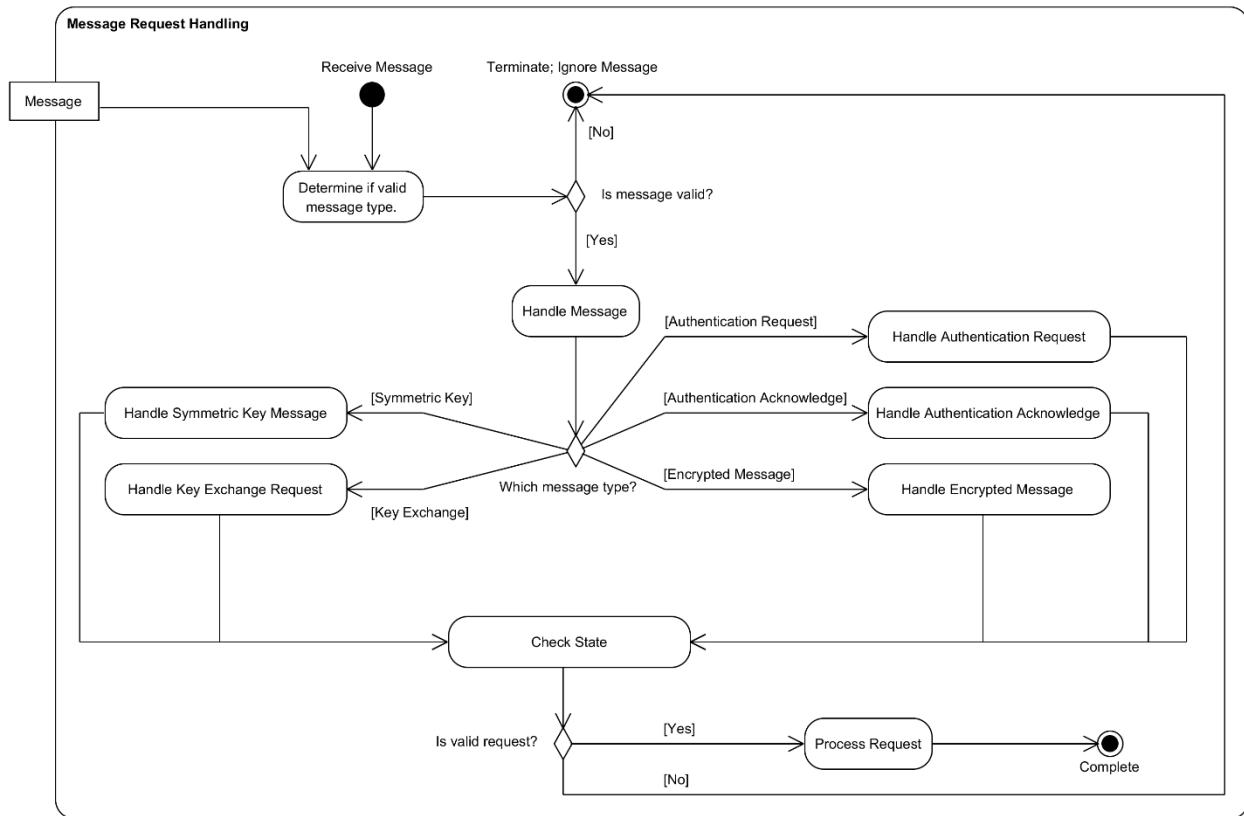 Message Request Handling
Receive Message
Terminate; Ignore Message
Message
[No]
Determine if valid
message type.
Is message valid?
[Yes]
Handle Message
[Authentication Request]
Handle Authentication Request
[Symmetric Key]
[Authentication Acknowledge]
Handle Symmetric Key Message
Handle Authentication Acknowledge
[Encrypted Message]
Handle Key Exchange Request
Which message type?
Handle Encrypted Message
[Key Exchange]
Check State
[Yes]
Is valid request?
Process Request
Complete
[No]